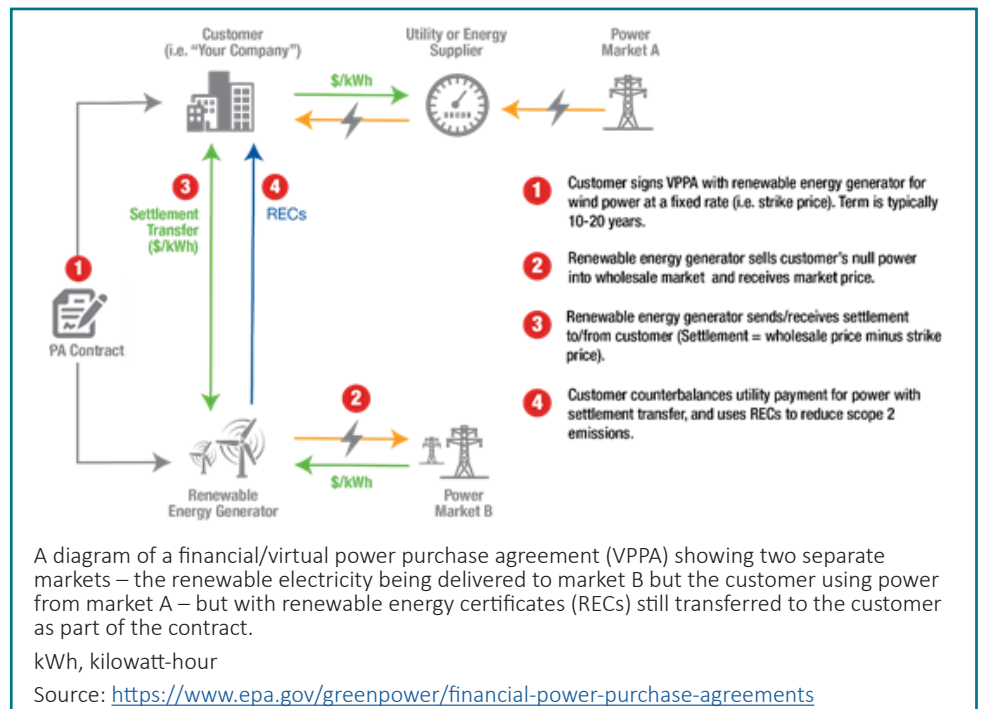 Customer
(i.e. “Your Company”)
Utility or Energy
Supplier
Power
Market A
$/kWh
3
4
Settlement
Transfer
($/kWh)
RECs
1
PA Contract
2
$/kWh
Renewable
Energy Generator
Power
Market B
1
Customer signs VPPA with renewable energy generator for
wind power at a fixed rate (i.e. strike price). Term is typically
10-20 years.
2
Renewable energy generator sells customer’s null power
into wholesale market and receives market price.
3
Renewable energy generator sends/receives settlement
to/from customer (Settlement = wholesale price minus strike
price).
4
Customer counterbalances utility payment for power with
settlement transfer, and uses RECs to reduce scope 2
emissions.
A diagram of a financial/virtual power purchase agreement (VPPA) showing two separate
markets – the renewable electricity being delivered to market B but the customer using power
from market A – but with renewable energy certificates (RECs) still transferred to the customer
as part of the contract.
kWh, kilowatt-hour
Source: https://www.epa.gov/greenpower/financial-power-purchase-agreements